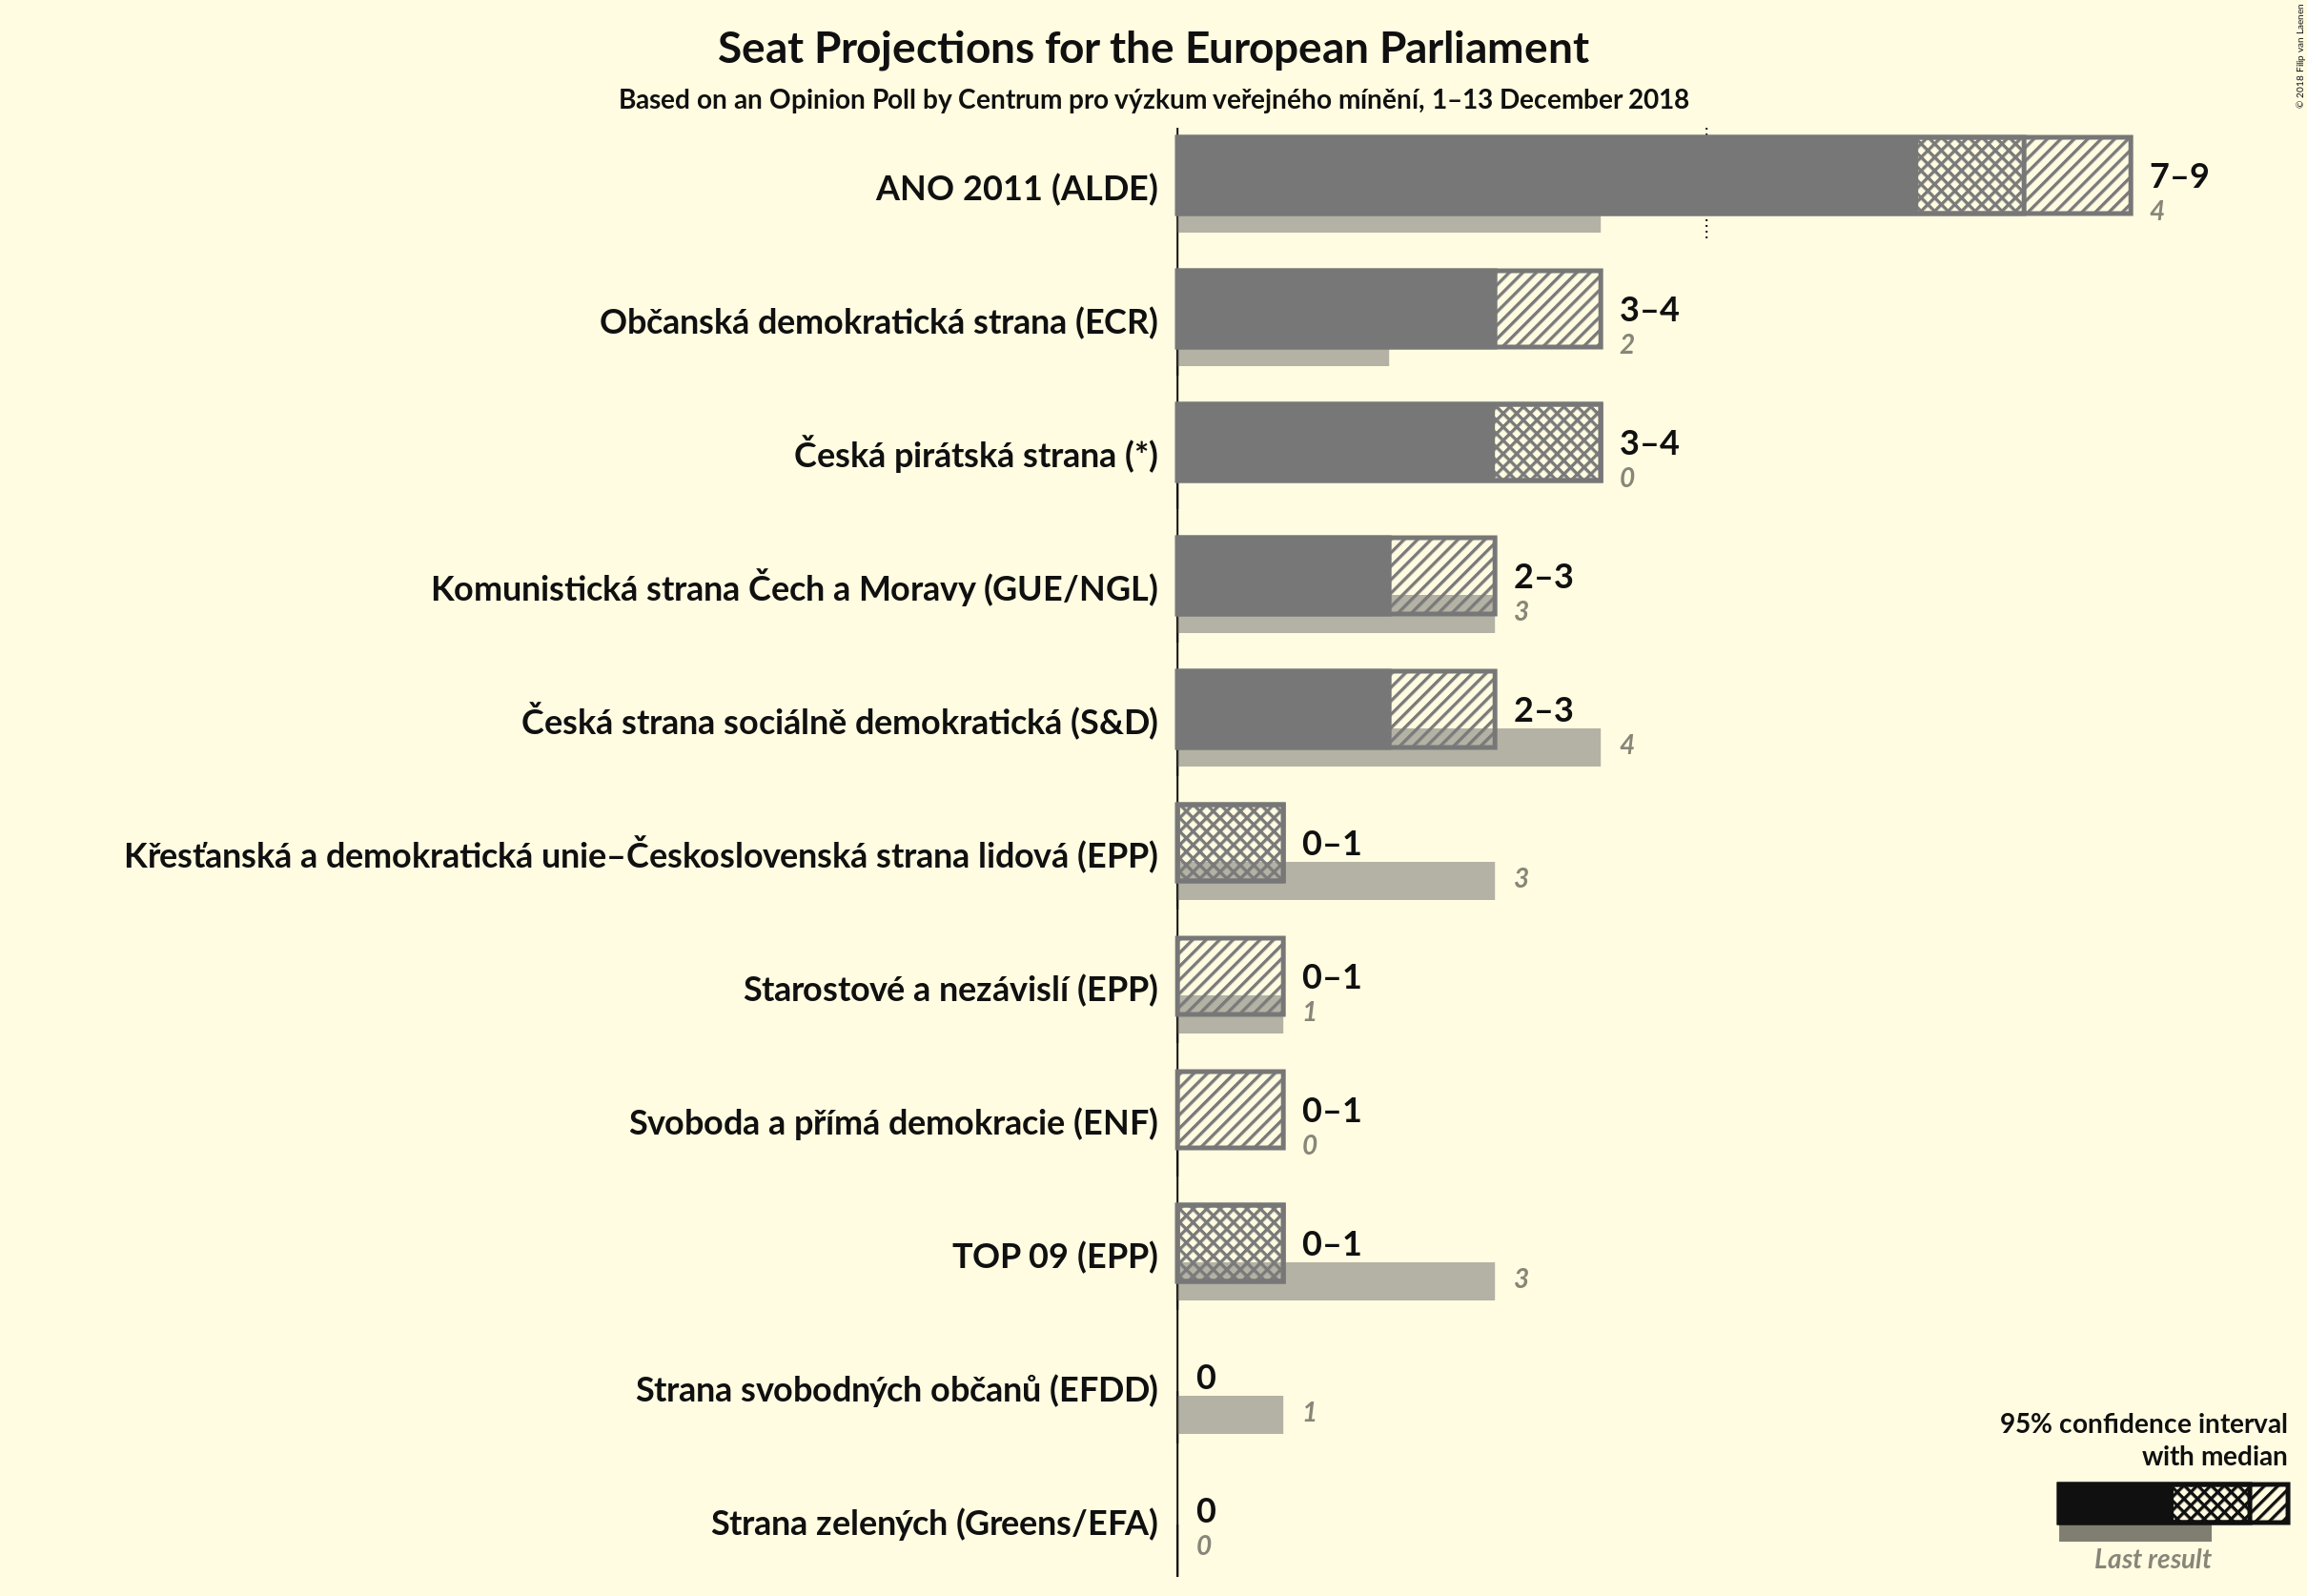 Seat Projections for the European Parliament
Based on an Opinion Poll by Centrum pro výzkum veřejného mínění, 1–13 December 2018
© 2018 Filip van Laenen
ANO 2011 (ALDE)
7–9
4
Občanská demokratická strana (ECR)
3–4
2
Česká pirátská strana (*)
3–4
0
Komunistická strana Čech a Moravy (GUE/NGL)
2–3
3
Česká strana sociálně demokratická (S&D)
2–3
4
Křesťanská a demokratická unie–Československá strana lidová (EPP)
0–1
3
Starostové a nezávislí (EPP)
0–1
1
Svoboda a přímá demokracie (ENF)
0–1
0
TOP 09 (EPP)
0–1
3
Strana svobodných občanů (EFDD)
0
1
Strana zelených (Greens/EFA)
0
0
95% confidence interval
with median
Last result